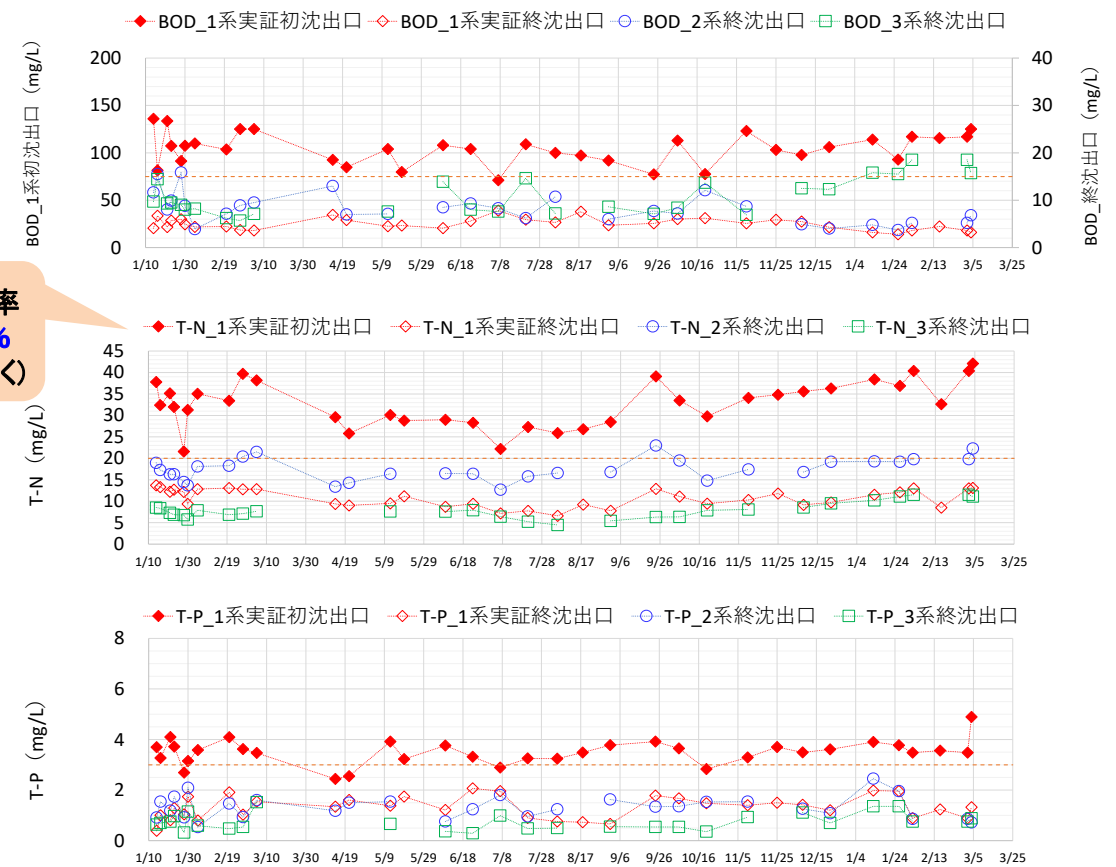 BOD_1系実証初沈出口 BOD_1系実証終沈出口 BOD_2系終沈出口 BOD_3系終沈出口
BOD_1系初沈出口（mg/L）
200
150
100
50
0
40
30
20
10
0
BOD_終沈出口（mg/L）
1/10 1/30 2/19 3/10 3/30 4/19 5/9 5/29 6/18 7/8 7/28 8/17 9/6 9/26 10/16 11/5 11/25 12/15 1/4 1/24 2/13 3/5 3/25
率
%
く）
T-N_1系実証初沈出口 T-N_1系実証終沈出口 T-N_2系終沈出口 T-N_3系終沈出口
T-N（mg/L）
45
40
35
30
25
20
15
10
5
0
1/10 1/30 2/19 3/10 3/30 4/19 5/9 5/29 6/18 7/8 7/28 8/17 9/6 9/26 10/16 11/5 11/25 12/15 1/4 1/24 2/13 3/5 3/25
T-P_1系実証初沈出口 T-P_1系実証終沈出口 T-P_2系終沈出口 T-P_3系終沈出口
T-P（mg/L）
8
6
4
2
0
1/10 1/30 2/19 3/10 3/30 4/19 5/9 5/29 6/18 7/8 7/28 8/17 9/6 9/26 10/16 11/5 11/25 12/15 1/4 1/24 2/13 3/5 3/25